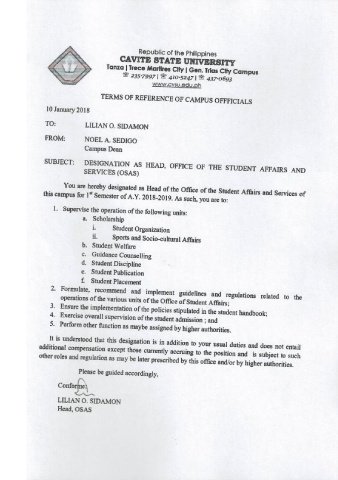 Republic of the Philippines
CAVITE STATE UNIVERSITY
Tanza | Trece Martires City | Gen. Trias City Campus
☏ 235-7997 | ☏ 410-5247 | ☏ 437-0693
www.cvsu.edu.ph
TERMS OF REFERENCE OF CAMPUS OFFFICIALS
10 January 2018
TO: LILIAN O. SIDAMON
FROM: NOEL A. SEDIGO
Campus Dean
SUBJECT: DESIGNATION AS HEAD, OFFICE OF THE STUDENT AFFAIRS AND
SERVICES (OSAS)
You are hereby designated as Head of the Office of the Student Affairs and Services of
this campus for 1st Semester of A.Y. 2018-2019. As such, you are to:
1. Supervise the operation of the following units:
a. Scholarship
i. Student Organization
ii. Sports and Socio-cultural Affairs
b. Student Welfare
c. Guidance Counselling
d. Student Discipline
e. Student Publication
f. Student Placement
2. Formulate, recommend and implement guidelines and regulations related to the
operations of the various units of the Office of Student Affairs;
3. Ensure the implementation of the policies stipulated in the student handbook;
4. Exercise overall supervision of the student admission ; and
5. Perform other function as maybe assigned by higher authorities.
It is understood that this designation is in addition to your usual duties and does not entail
additional compensation except those currently accruing to the position and is subject to such
other roles and regulation as may be later prescribed by this office and/or by higher authorities.
Please be guided accordingly.
Conforme:
LILIAN O. SIDAMON
Head, OSAS